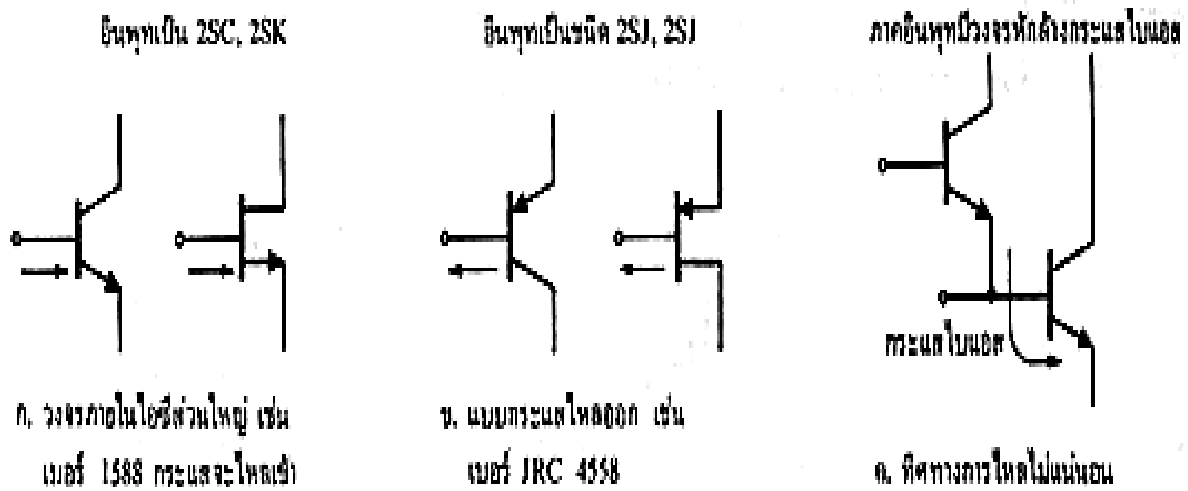 อินพุทเป็น 2SC, 2SK
อินพุทเป็นชนิด 2SJ, 2SJ
ภาคอินพุทมีวงจรหักล้างกระแสไบแอส
กระแสไบแอส
ก. วงจรภายในไอซีส่วนใหญ่ เช่น
เบอร์ 1588 กระแสจะไหลเข้า
ข. แบบกระแสไหลออก เช่น
เบอร์ JRC 4558
ค. ทิศทางการไหลไม่แน่นอน